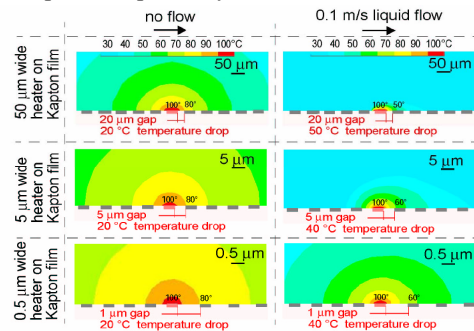 no flow
0.1 m/s liquid flow
30 40 50 60 70 80 90 100°C
30 40 50 60 70 80 90 100°C
50 µm wide
heater on
Kapton film
50 µm
100° 80°
20 µm gap
20 °C temperature drop
50 µm
100° 50°
20 µm gap
50 °C temperature drop
5 µm wide
heater on
Kapton film
5 µm
100° 80°
5 µm gap
20 °C temperature drop
5 µm
100° 60°
5 µm gap
40 °C temperature drop
0.5 µm wide
heater on
Kapton film
0.5 µm
100° 80°
1 µm gap
20 °C temperature drop
0.5 µm
100° 60°
1 µm gap
40 °C temperature drop